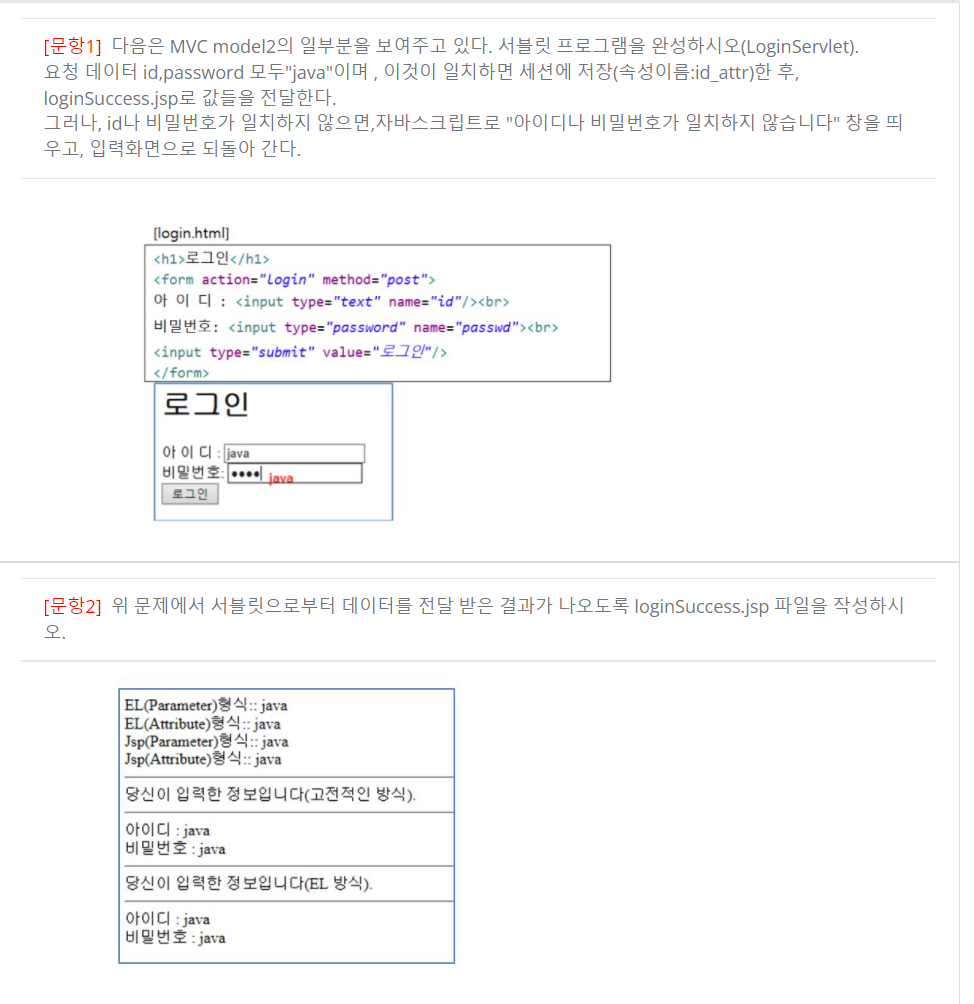 [문항1] 다음은 MVC model2의 일부분을 보여주고 있다. 서블릿 프로그램을 완성하시오(LoginServlet).
요청 데이터 id,password 모두"java"이며 , 이것이 일치하면 세션에 저장(속성이름:id_attr)한 후,
loginSuccess.jsp로 값들을 전달한다.
그러나, id나 비밀번호가 일치하지 않으면,자바스크립트로 "아이디나 비밀번호가 일치하지 않습니다" 창을 띄
우고, 입력화면으로 되돌아 간다.
[login.html]
<h1>로그인</h1>
<form action="login" method="post">
아 이 디 : <input type="text" name="id"/><br>
비밀번호: <input type="password" name="passwd"><br>
<input type="submit" value="로그인"/>
</form>
로그인
아 이 디 : java
비밀번호: ●●●● java
로그인
[문항2] 위 문제에서 서블릿으로부터 데이터를 전달 받은 결과가 나오도록 loginSuccess.jsp 파일을 작성하시
오.
EL(Parameter)형식:: java
EL(Attribute)형식:: java
Jsp(Parameter)형식:: java
Jsp(Attribute)형식:: java
당신이 입력한 정보입니다(고전적인 방식).
아이디 : java
비밀번호 : java
당신이 입력한 정보입니다(EL 방식).
아이디 : java
비밀번호 : java